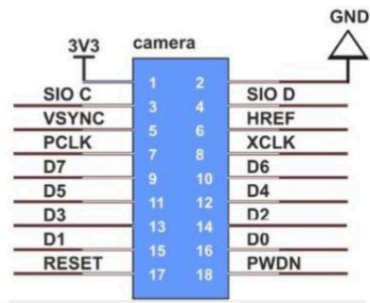 GND
3V3 camera
1 2
SIO C SIO D
3 4
VSYNC HREF
5 6
PCLK XCLK
7 8
D7 D6
9 10
D5 D4
11 12
D3 D2
13 14
D1 D0
15 16
RESET PWDN
17 18